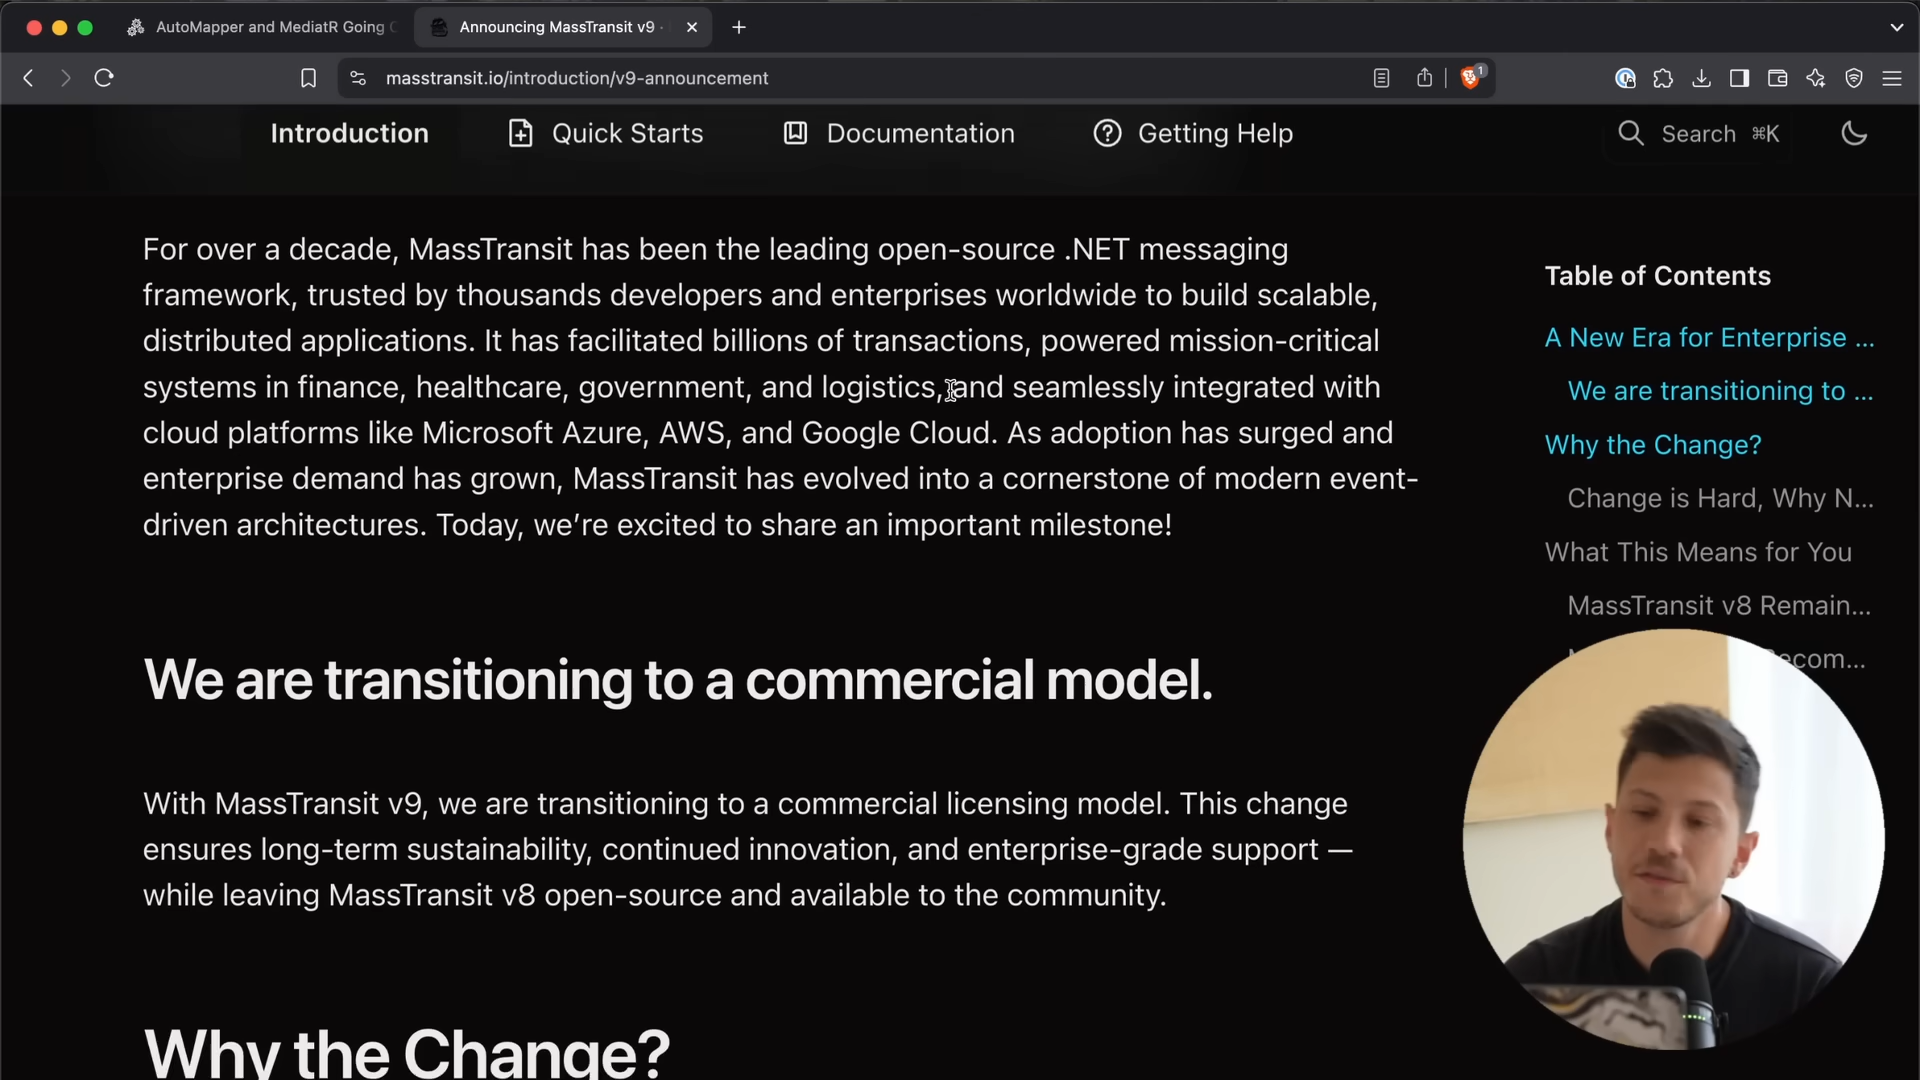 AutoMapper and MediatR Going
Announcing MassTransit v9 ·
masstransit.io/introduction/v9-announcement
1
Introduction
Quick Starts
Documentation
Getting Help
Search ⌘K
For over a decade, MassTransit has been the leading open-source .NET messaging
framework, trusted by thousands developers and enterprises worldwide to build scalable,
distributed applications. It has facilitated billions of transactions, powered mission-critical
systems in finance, healthcare, government, and logistics, and seamlessly integrated with
cloud platforms like Microsoft Azure, AWS, and Google Cloud. As adoption has surged and
enterprise demand has grown, MassTransit has evolved into a cornerstone of modern event-
driven architectures. Today, we’re excited to share an important milestone!
We are transitioning to a commercial model.
With MassTransit v9, we are transitioning to a commercial licensing model. This change
ensures long-term sustainability, continued innovation, and enterprise-grade support —
while leaving MassTransit v8 open-source and available to the community.
Why the Change?
Table of Contents
A New Era for Enterprise ...
We are transitioning to ...
Why the Change?
Change is Hard, Why N...
What This Means for You
MassTransit v8 Remain...
ecom...